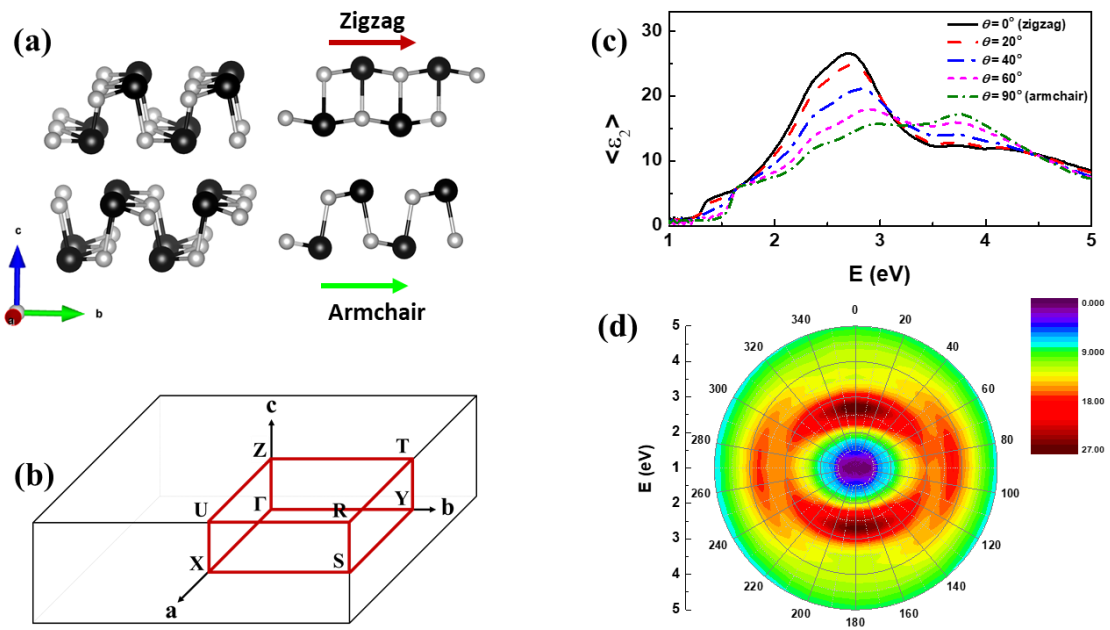 (a)
Zigzag
Armchair
c
a
b
(b)
c
Z
T
U
Γ
R
Y
b
X
S
a
(c)
θ = 0° (zigzag)
θ = 20°
θ = 40°
θ = 60°
θ = 90° (armchair)
<ε2>
30
20
10
0
1 2 3 4 5
E (eV)
(d)
E (eV)
5
4
3
2
1
2
3
4
5
0
20
40
60
80
100
120
140
160
180
200
220
240
260
280
300
320
340
0.000
9.000
18.00
27.00